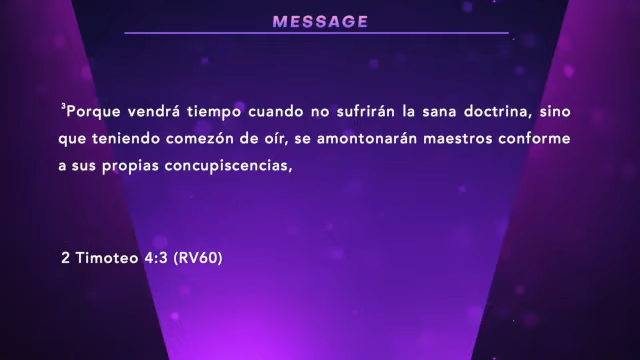 MESSAGE
³Porque vendrá tiempo cuando no sufrirán la sana doctrina, sino
que teniendo comezón de oír, se amontonarán maestros conforme
a sus propias concupiscencias,
2 Timoteo 4:3 (RV60)